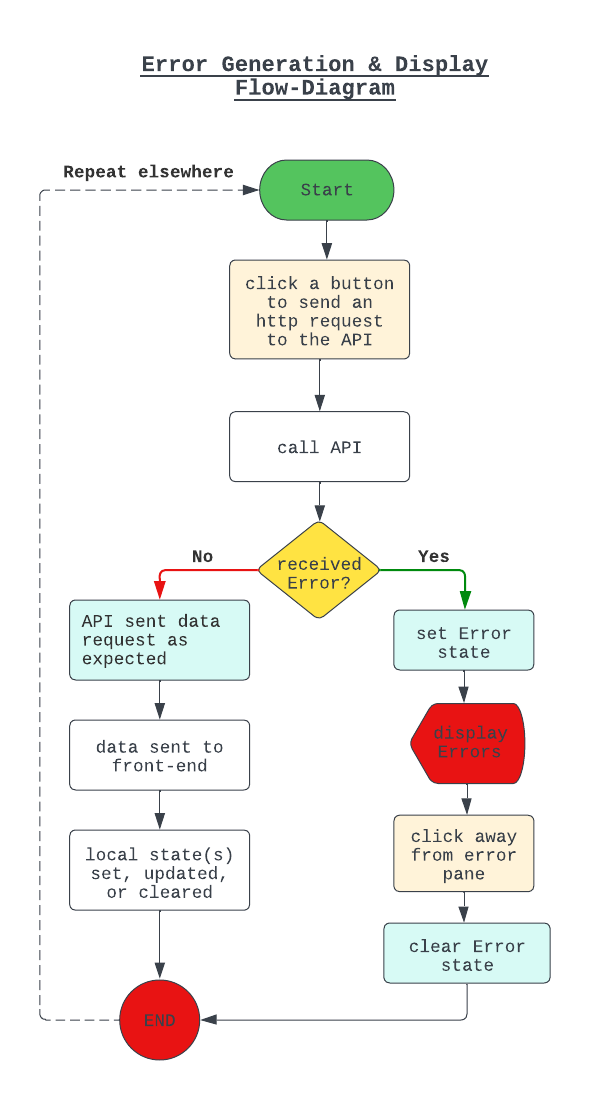 Error Generation & Display
Flow-Diagram
Repeat elsewhere
Start
click a button
to send an
http request
to the API
call API
received
Error?
No
Yes
API sent data
request as
expected
data sent to
front-end
local state(s)
set, updated,
or cleared
set Error
state
display
Errors
click away
from error
pane
clear Error
state
END